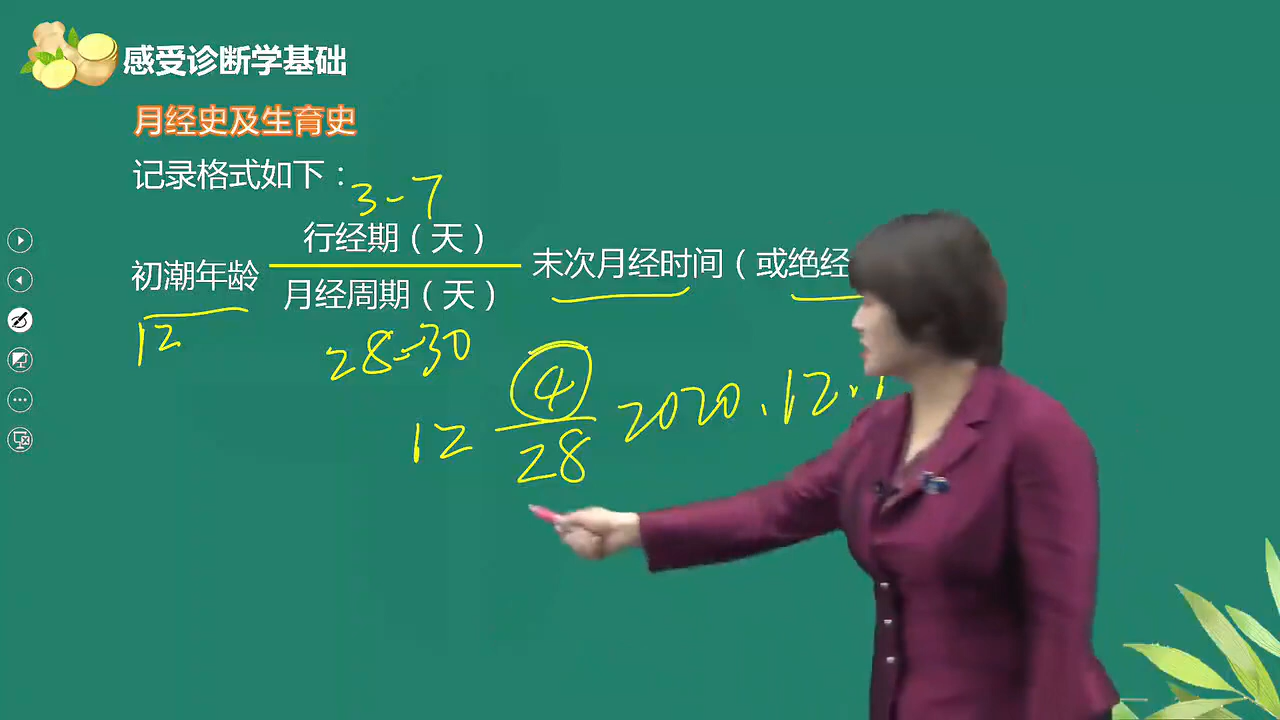 感受诊断学基础
月经史及生育史
记录格式如下：
3-7
行经期（天）
初潮年龄
月经周期（天）
末次月经时间（或绝经
12
28-30
12
4
28
2020.12.1